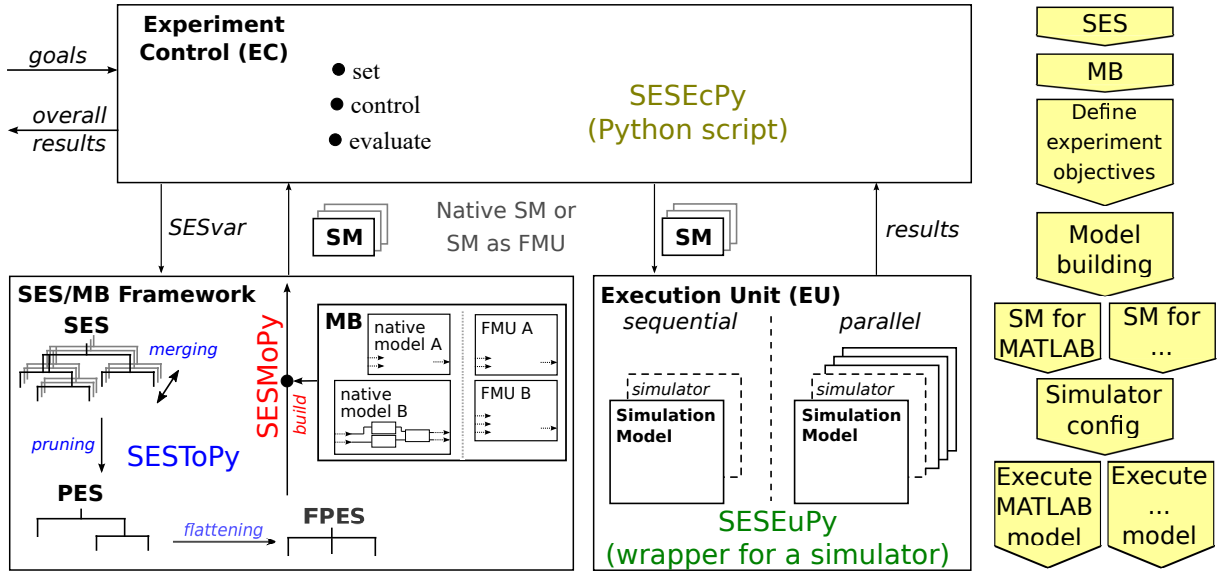 Experiment
Control (EC)
goals
overall
results
set
control
evaluate
SESEcPy
(Python script)
SESvar
SM
Native SM or
SM as FMU
SM
results
SES/MB Framework
SES
merging
pruning
SESToPy
PES
flattening
FPES
SESMoPy
build
MB
native
model A
FMU A
native
model B
FMU B
Execution Unit (EU)
sequential
parallel
simulator
Simulation
Model
simulator
Simulation
Model
SESEuPy
(wrapper for a simulator)
SES
MB
Define
experiment
objectives
Model
building
SM for
MATLAB
SM for
...
Simulator
config
Execute
MATLAB
model
Execute
...
model